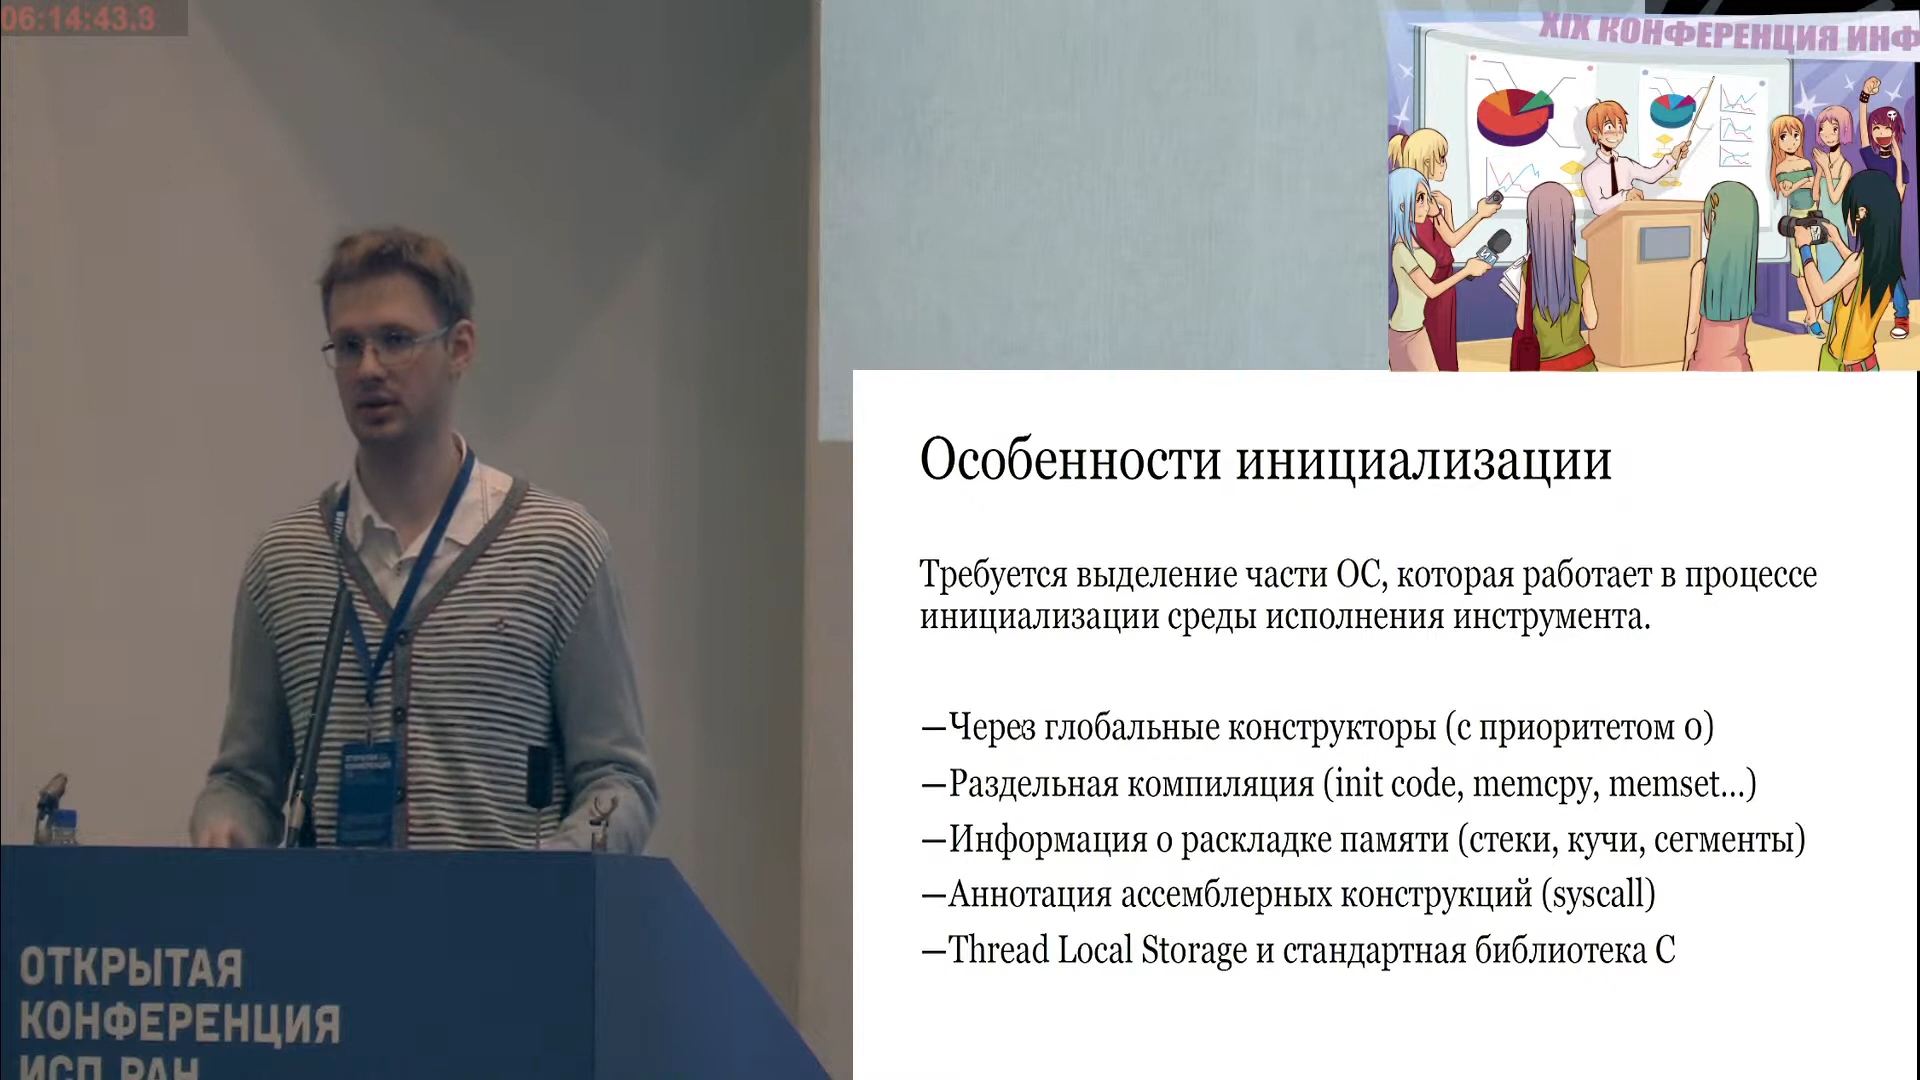 06:14:43.3
XIX КОНФЕРЕНЦИЯ ИНФ
Особенности инициализации
Требуется выделение части ОС, которая работает в процессе
инициализации среды исполнения инструмента.
—Через глобальные конструкторы (с приоритетом 0)
—Раздельная компиляция (init code, memcpy, memset...)
—Информация о раскладке памяти (стеки, кучи, сегменты)
—Аннотация ассемблерных конструкций (syscall)
—Thread Local Storage и стандартная библиотека С
ОТКРЫТАЯ
КОНФЕРЕНЦИЯ
ИСП РАН